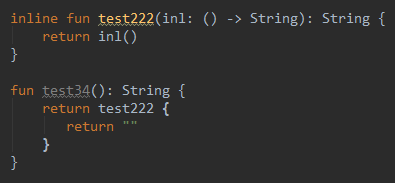 inline fun test222(inl: () -> String): String {
    return inl()
}

fun test34(): String {
    return test222 {
        return ""
    }
}